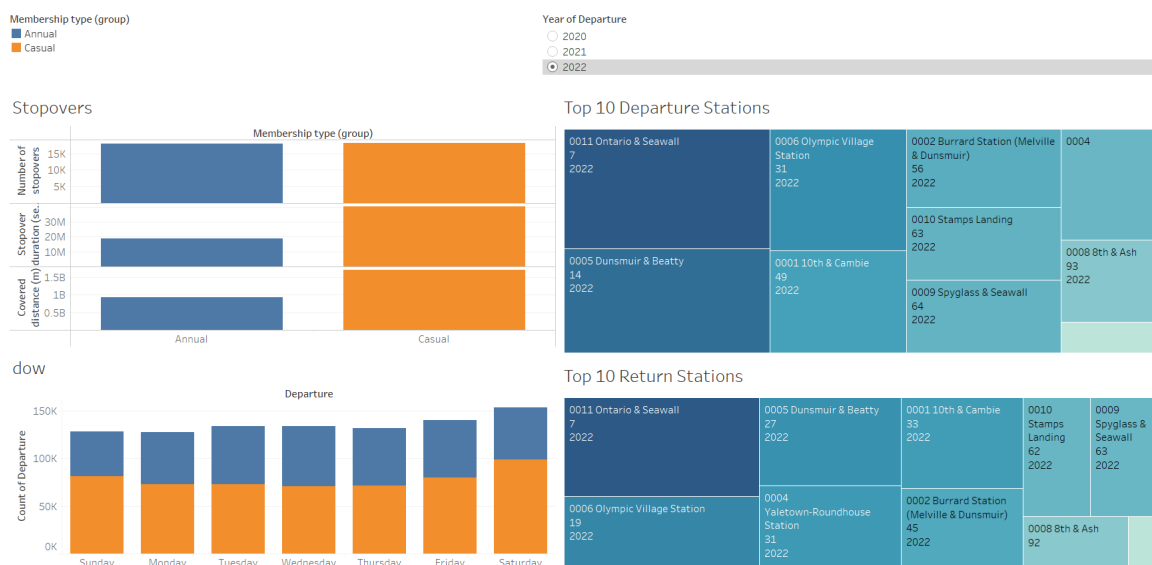 Membership type (group)
Annual
Casual
Year of Departure
2020
2021
2022
Stopovers
Membership type (group)
Number of
stopovers
15K
10K
5K
Stopover
duration (se..
30M
20M
10M
Covered
distance (m)
1.5B
1B
0.5B
Annual
Casual
dow
Departure
Count of Departure
150K
100K
50K
0K
Sunday
Monday
Tuesday
Wednesday
Thursday
Friday
Saturday
Top 10 Departure Stations
0011 Ontario & Seawall
7
2022
0005 Dunsmuir & Beatty
14
2022
0006 Olympic Village
Station
31
2022
0001 10th & Cambie
49
2022
0002 Burrard Station (Melville
& Dunsmuir)
56
2022
0010 Stamps Landing
63
2022
0009 Spyglass & Seawall
64
2022
0004
0008 8th & Ash
93
2022
Top 10 Return Stations
0011 Ontario & Seawall
7
2022
0006 Olympic Village Station
19
2022
0005 Dunsmuir & Beatty
27
2022
0004
Yaletown-Roundhouse
Station
31
2022
0001 10th & Cambie
33
2022
0002 Burrard Station
(Melville & Dunsmuir)
45
2022
0010
Stamps
Landing
62
2022
0009
Spyglass &
Seawall
63
2022
0008 8th & Ash
92